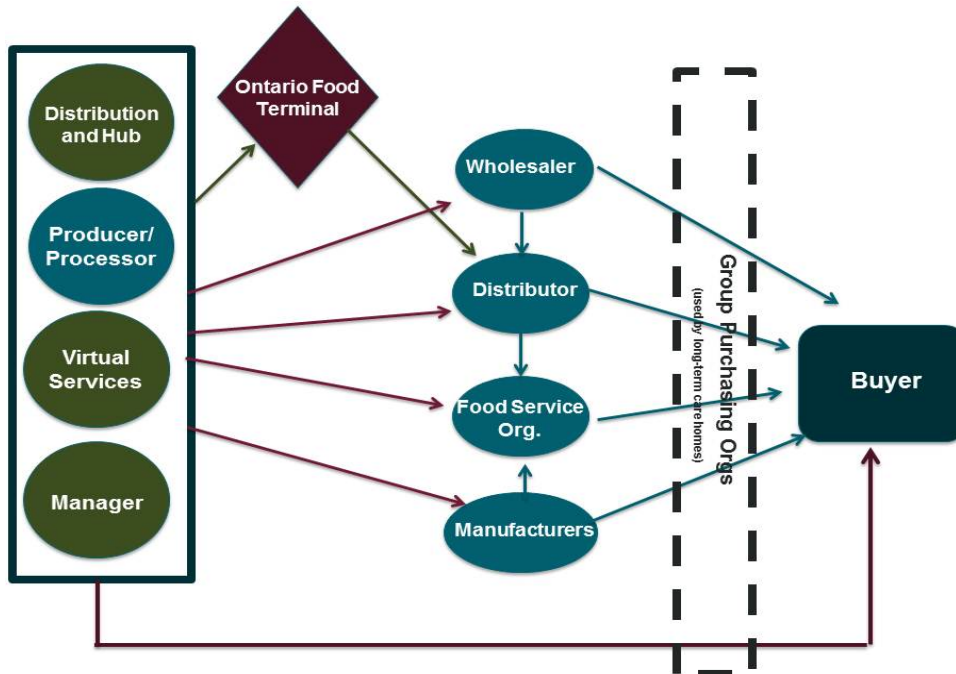 Distribution
and Hub
Producer/
Processor
Virtual
Services
Manager
Ontario Food
Terminal
Wholesaler
Distributor
Food Service
Org.
Manufacturers
Group Purchasing Orgs
(used by long-term care homes)
Buyer